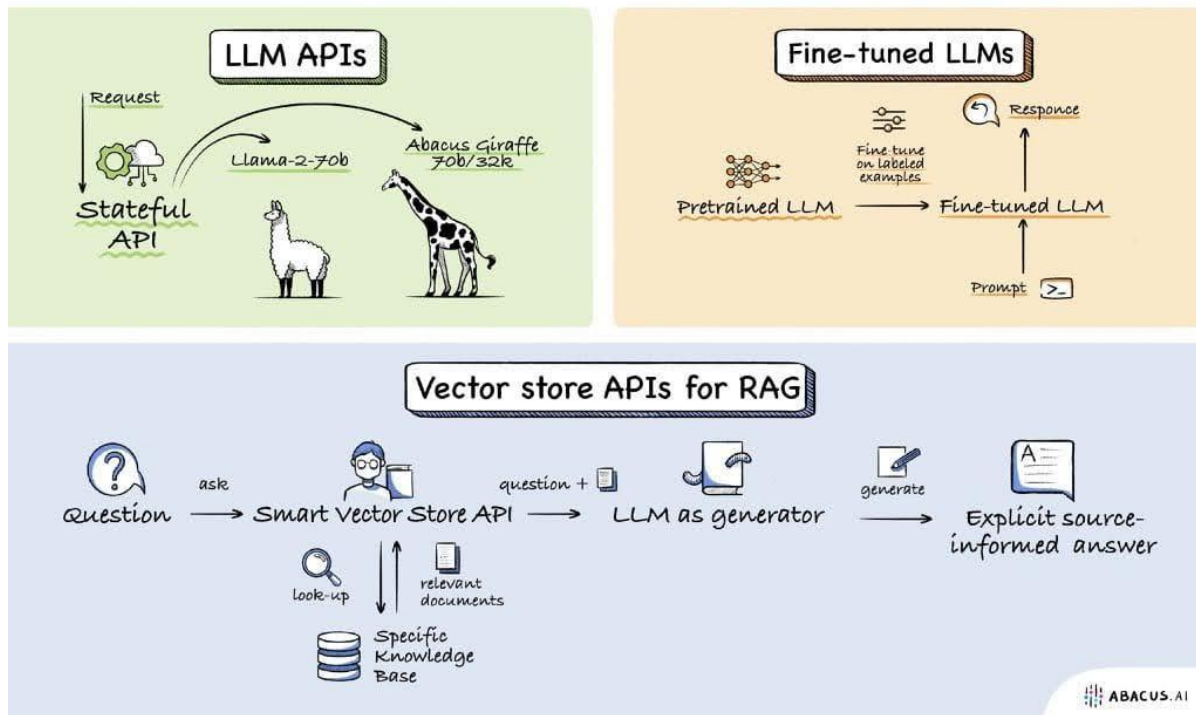 LLM APIs
Request
Llama-2-70b
Abacus Giraffe
70b/32k
Stateful
API
Fine-tuned LLMs
Responce
Fine tune
on labeled
examples
Pretrained LLM
Fine-tuned LLM
Prompt >_
Vector store APIs for RAG
?
ask
question +
generate
A
Question
Smart Vector Store API
LLM as generator
Explicit source-
informed answer
look-up
relevant
documents
Specific
Knowledge
Base
ABACUS.AI